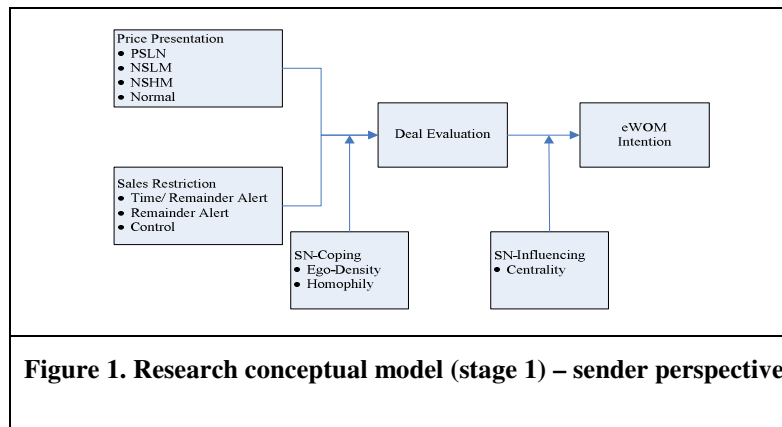 Price Presentation
• PSLN
• NSLM
• NSHM
• Normal
Sales Restriction
• Time/ Remainder Alert
• Remainder Alert
• Control
Deal Evaluation
eWOM
Intention
SN-Coping
• Ego-Density
• Homophily
SN-Influencing
• Centrality
Figure 1. Research conceptual model (stage 1) – sender perspective